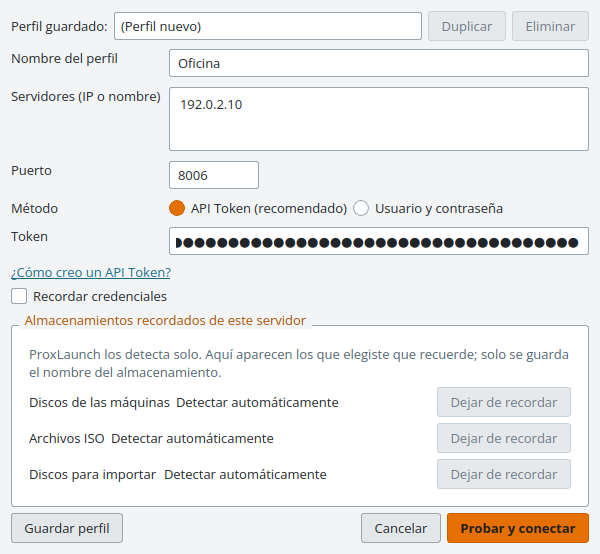 Perfil guardado: (Perfil nuevo) Duplicar Eliminar
Nombre del perfil Oficina
Servidores (IP o nombre) 192.0.2.10
Puerto 8006
Método API Token (recomendado) Usuario y contraseña
Token
¿Cómo creo un API Token?
Recordar credenciales
Almacenamientos recordados de este servidor
ProxLaunch los detecta solo. Aquí aparecen los que elegiste que recuerde; solo se guarda
el nombre del almacenamiento.
Discos de las máquinas Detectar automáticamente Dejar de recordar
Archivos ISO Detectar automáticamente Dejar de recordar
Discos para importar Detectar automáticamente Dejar de recordar
Guardar perfil Cancelar Probar y conectar